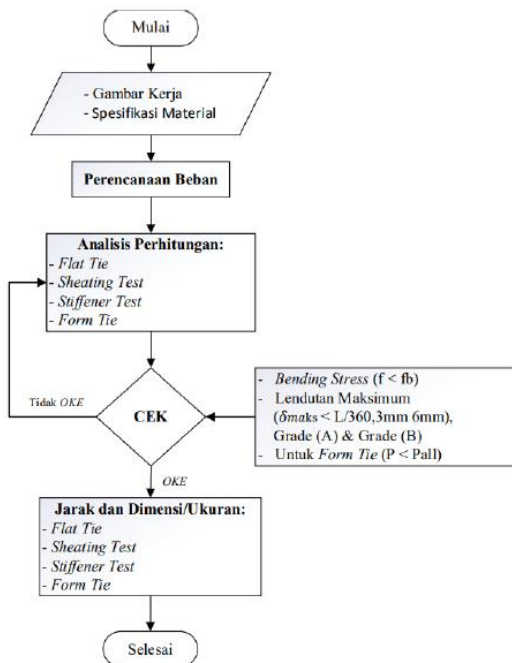 Mulai
- Gambar Kerja
- Spesifikasi Material
Perencanaan Beban
Analisis Perhitungan:
- Flat Tie
- Sheating Test
- Stiffener Test
- Form Tie
Tidak OKE
CEK
- Bending Stress (f < fb)
- Lendutan Maksimum
(δmaks < L/360,3mm 6mm),
Grade (A) & Grade (B)
- Untuk Form Tie (P < Pall)
OKE
Jarak dan Dimensi/Ukuran:
- Flat Tie
- Sheating Test
- Stiffener Test
- Form Tie
Selesai